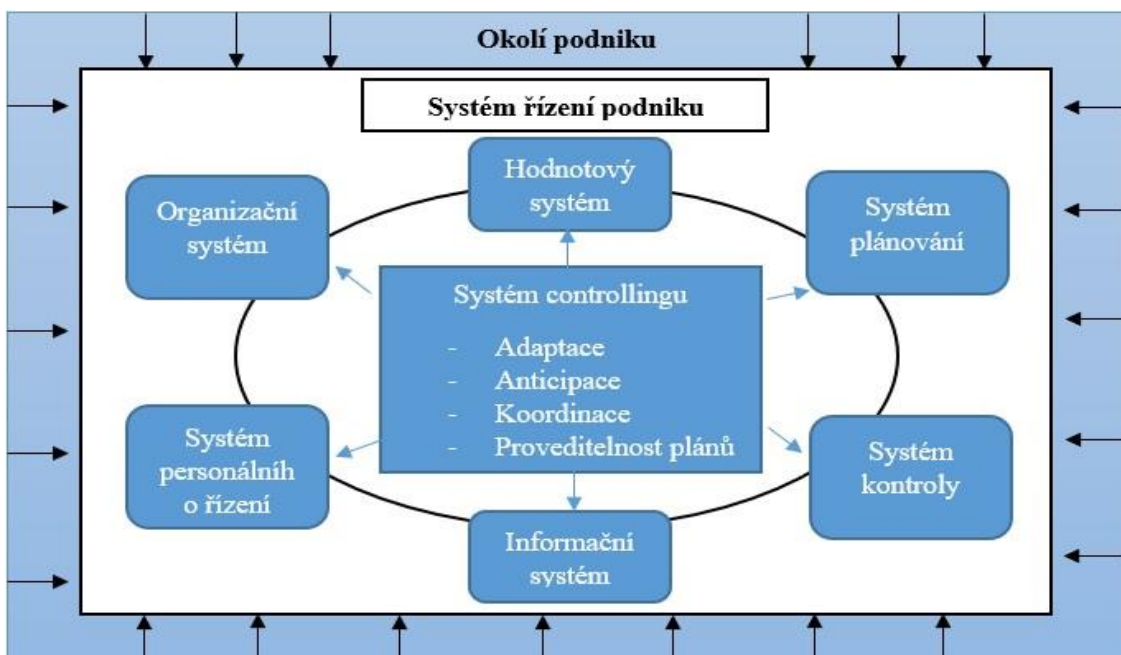 Okolí podniku
Systém řízení podniku
Hodnotový
systém
Organizační
systém
Systém
plánování
Systém controllingu
- Adaptace
- Anticipace
- Koordinace
- Proveditelnost plánů
Systém
personálníh
o řízení
Systém
kontroly
Informační
systém